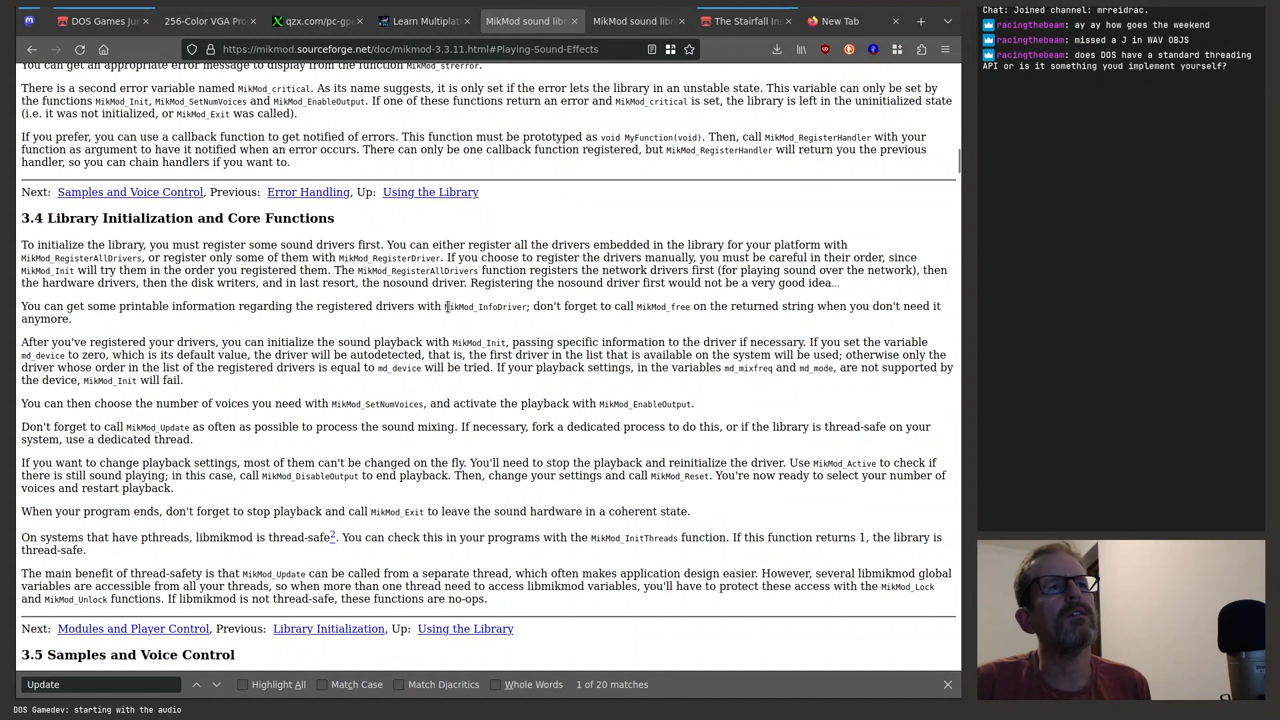 DOS Games Ju
256-Color VGA Pro
qzx.com/pc-gpe
Learn Multiplat
MikMod sound libr
MikMod sound libr
The Stairfall Ins
New Tab
https://mikmod.sourceforge.net/doc/mikmod-3.3.11.html#Playing-Sound-Effects
You can get an appropriate error message to display from the function MikMod_strerror.
There is a second error variable named MikMod_critical. As its name suggests, it is only set if the error lets the library in an unstable state. This variable can only be set by
the functions MikMod_Init, MikMod_SetNumVoices and MikMod_EnableOutput. If one of these functions return an error and MikMod_critical is set, the library is left in the uninitialized state
(i.e. it was not initialized, or MikMod_Exit was called).
If you prefer, you can use a callback function to get notified of errors. This function must be prototyped as void MyFunction(void). Then, call MikMod_RegisterHandler with your
function as argument to have it notified when an error occurs. There can only be one callback function registered, but MikMod_RegisterHandler will return you the previous
handler, so you can chain handlers if you want to.
Next: Samples and Voice Control, Previous: Error Handling, Up: Using the Library
3.4 Library Initialization and Core Functions
To initialize the library, you must register some sound drivers first. You can either register all the drivers embedded in the library for your platform with
MikMod_RegisterAllDrivers, or register only some of them with MikMod_RegisterDriver. If you choose to register the drivers manually, you must be careful in their order, since
MikMod_Init will try them in the order you registered them. The MikMod_RegisterAllDrivers function registers the network drivers first (for playing sound over the network), then
the hardware drivers, then the disk writers, and in last resort, the nosound driver. Registering the nosound driver first would not be a very good idea...
You can get some printable information regarding the registered drivers with MikMod_InfoDriver; don't forget to call MikMod_free on the returned string when you don't need it
anymore.
After you've registered your drivers, you can initialize the sound playback with MikMod_Init, passing specific information to the driver if necessary. If you set the variable
md_device to zero, which is its default value, the driver will be autodetected, that is, the first driver in the list that is available on the system will be used; otherwise only the
driver whose order in the list of the registered drivers is equal to md_device will be tried. If your playback settings, in the variables md_mixfreq and md_mode, are not supported by
the device, MikMod_Init will fail.
You can then choose the number of voices you need with MikMod_SetNumVoices, and activate the playback with MikMod_EnableOutput.
Don't forget to call MikMod_Update as often as possible to process the sound mixing. If necessary, fork a dedicated process to do this, or if the library is thread-safe on your
system, use a dedicated thread.
If you want to change playback settings, most of them can't be changed on the fly. You'll need to stop the playback and reinitialize the driver. Use MikMod_Active to check if
there is still sound playing; in this case, call MikMod_DisableOutput to end playback. Then, change your settings and call MikMod_Reset. You're now ready to select your number of
voices and restart playback.
When your program ends, don't forget to stop playback and call MikMod_Exit to leave the sound hardware in a coherent state.
On systems that have pthreads, libmikmod is thread-safe2. You can check this in your programs with the MikMod_InitThreads function. If this function returns 1, the library is
thread-safe.
The main benefit of thread-safety is that MikMod_Update can be called from a separate thread, which often makes application design easier. However, several libmikmod global
variables are accessible from all your threads, so when more than one thread need to access libmikmod variables, you'll have to protect these access with the MikMod_Lock
and MikMod_Unlock functions. If libmikmod is not thread-safe, these functions are no-ops.
Next: Modules and Player Control, Previous: Library Initialization, Up: Using the Library
3.5 Samples and Voice Control
Update
Highlight All
Match Case
Match Diacritics
Whole Words
1 of 20 matches
DOS Gamedev: starting with the audio
Chat: Joined channel: mrreidrac.
racingthebeam: ay ay how goes the weekend
racingthebeam: missed a J in WAV OBJS
racingthebeam: does DOS have a standard threading
API or is it something youd implement yourself?